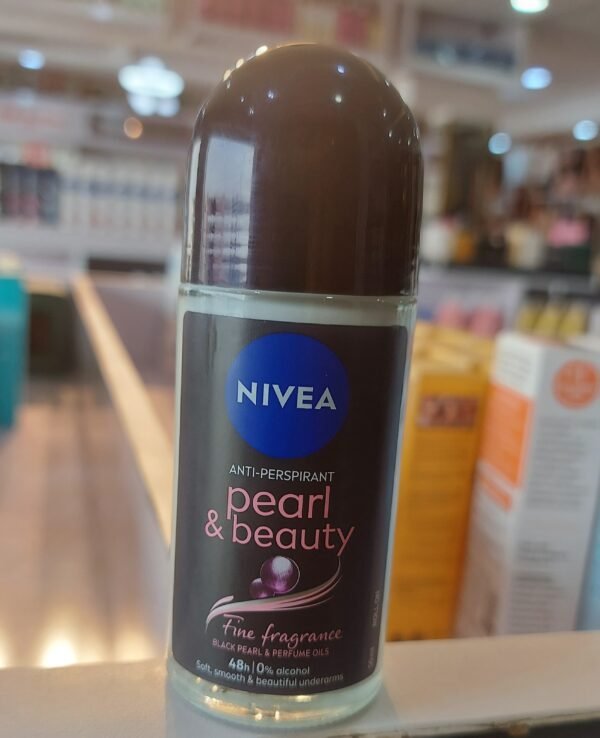 NIVEA
ANTI-PERSPIRANT
pearl
& beauty
Fine fragrance
BLACK PEARL & PERFUME OILS
48h | 0% alcohol
Soft, smooth & beautiful underarms